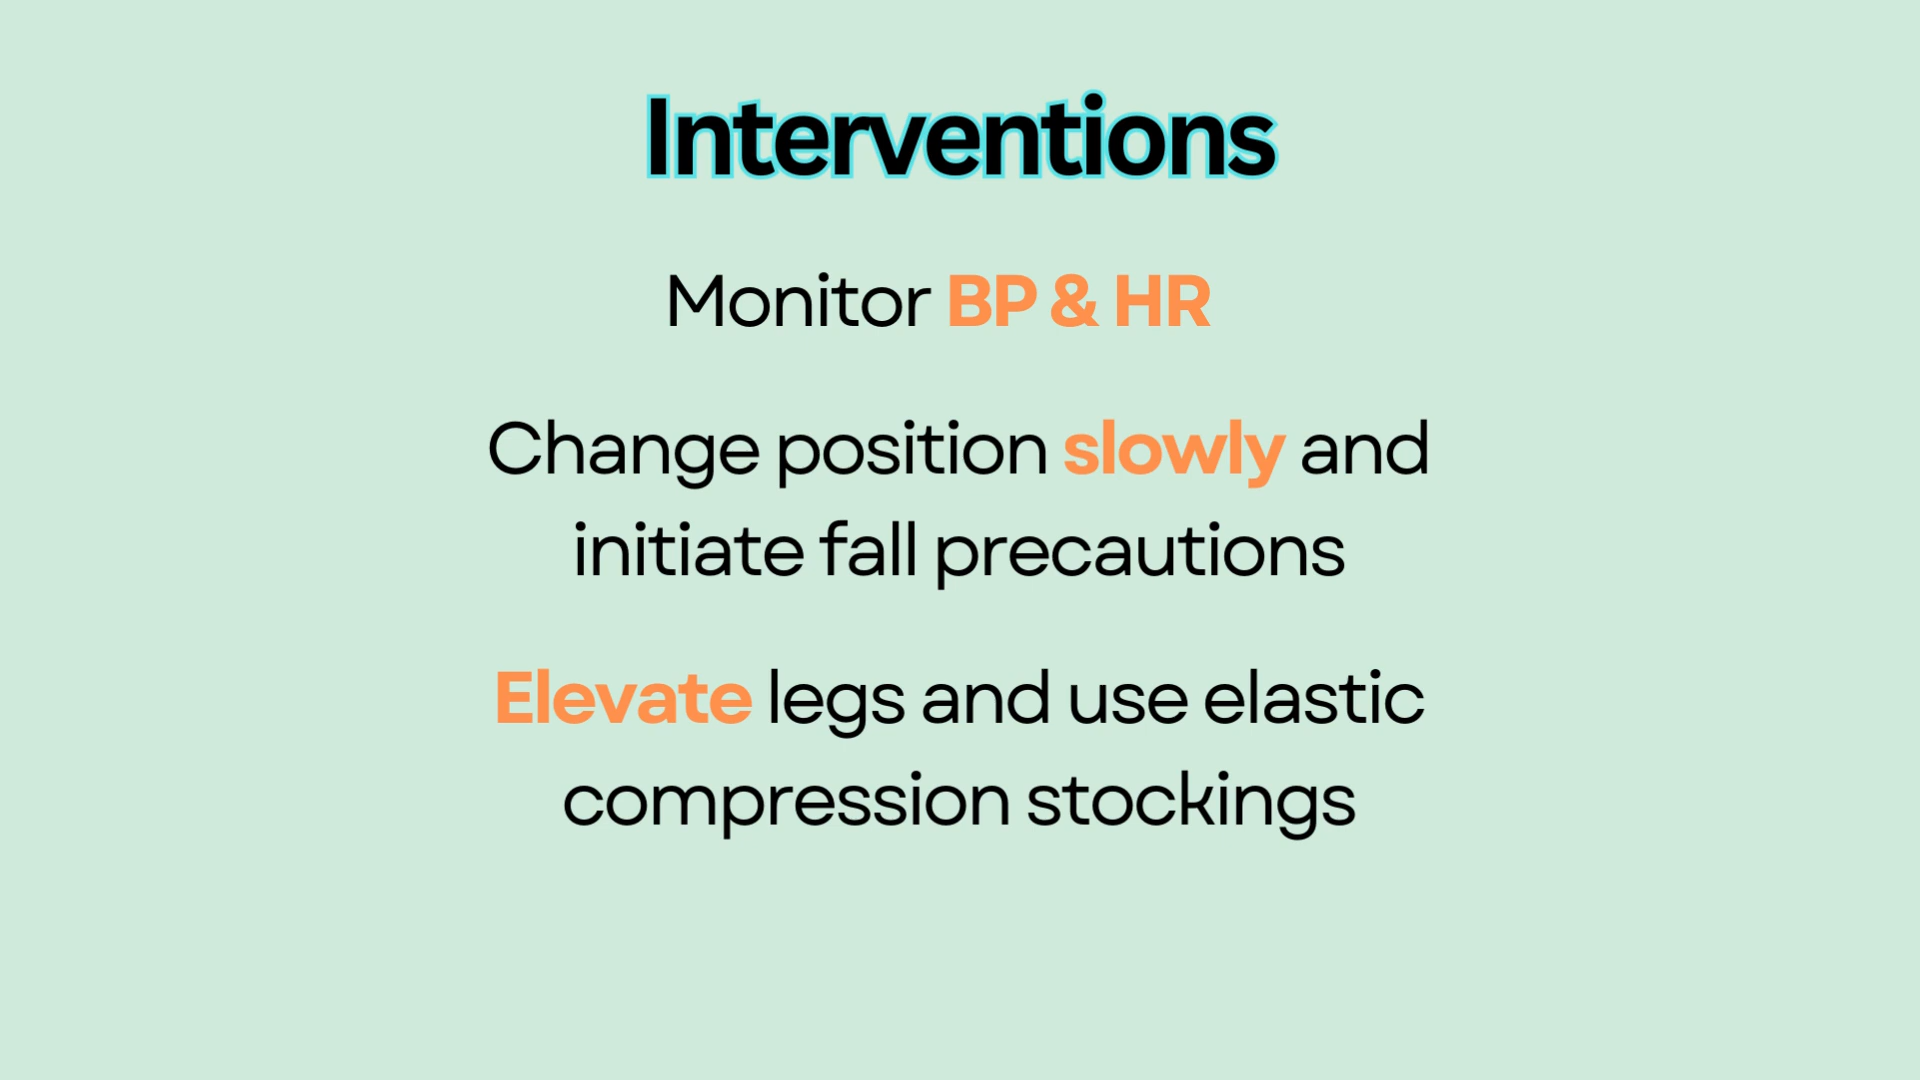 Interventions
Monitor BP & HR
Change position slowly and
initiate fall precautions
Elevate legs and use elastic
compression stockings